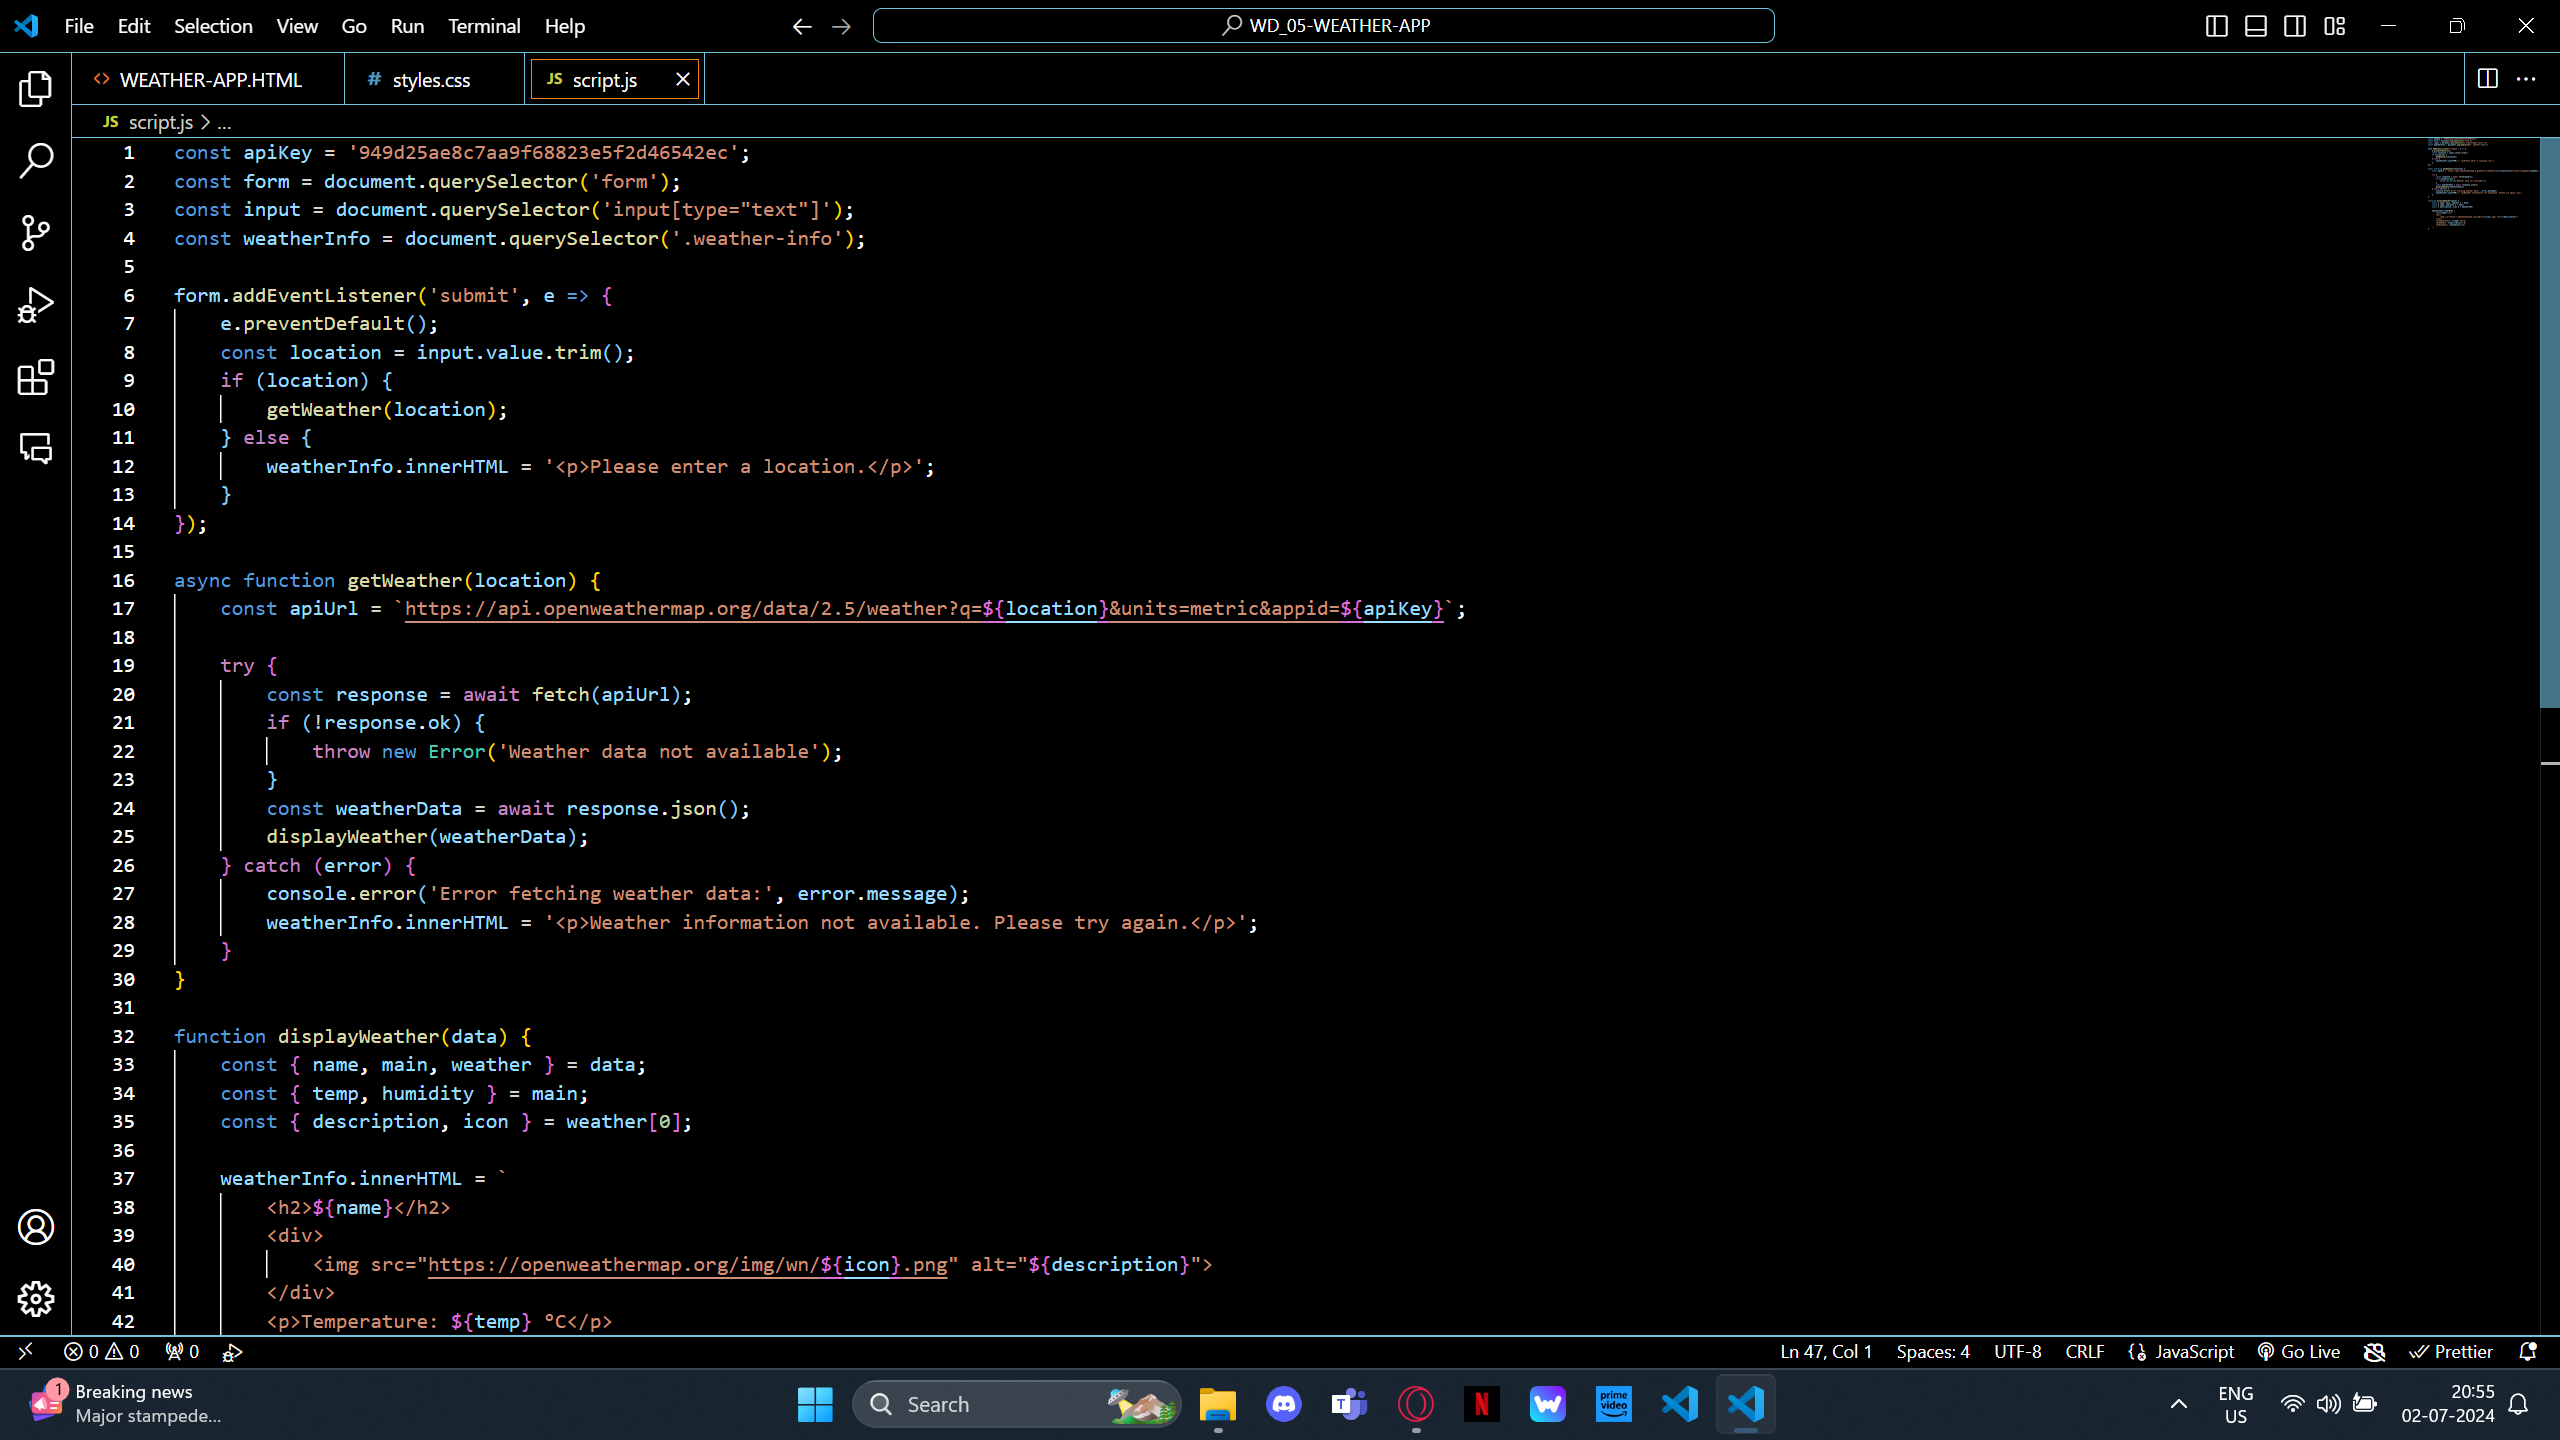 File Edit Selection View Go Run Terminal Help
WD_05-WEATHER-APP
WEATHER-APP.HTML
# styles.css
JS script.js
JS script.js > ...
1 const apiKey = '949d25ae8c7aa9f68823e5f2d46542ec';
2 const form = document.querySelector('form');
3 const input = document.querySelector('input[type="text"]');
4 const weatherInfo = document.querySelector('.weather-info');
5
6 form.addEventListener('submit', e => {
7     e.preventDefault();
8     const location = input.value.trim();
9     if (location) {
10         getWeather(location);
11     } else {
12         weatherInfo.innerHTML = '<p>Please enter a location.</p>';
13     }
14 });
15
16 async function getWeather(location) {
17     const apiUrl = `https://api.openweathermap.org/data/2.5/weather?q=${location}&units=metric&appid=${apiKey}`;
18
19     try {
20         const response = await fetch(apiUrl);
21         if (!response.ok) {
22             throw new Error('Weather data not available');
23         }
24         const weatherData = await response.json();
25         displayWeather(weatherData);
26     } catch (error) {
27         console.error('Error fetching weather data:', error.message);
28         weatherInfo.innerHTML = '<p>Weather information not available. Please try again.</p>';
29     }
30 }
31
32 function displayWeather(data) {
33     const { name, main, weather } = data;
34     const { temp, humidity } = main;
35     const { description, icon } = weather[0];
36
37     weatherInfo.innerHTML = `
38         <h2>${name}</h2>
39         <div>
40             <img src="https://openweathermap.org/img/wn/${icon}.png" alt="${description}">
41         </div>
42         <p>Temperature: ${temp} °C</p>
0 0 0
Ln 47, Col 1 Spaces: 4 UTF-8 CRLF {} JavaScript Go Live Prettier
1
Breaking news
Major stampede...
Search
prime video
ENG
US
20:55
02-07-2024